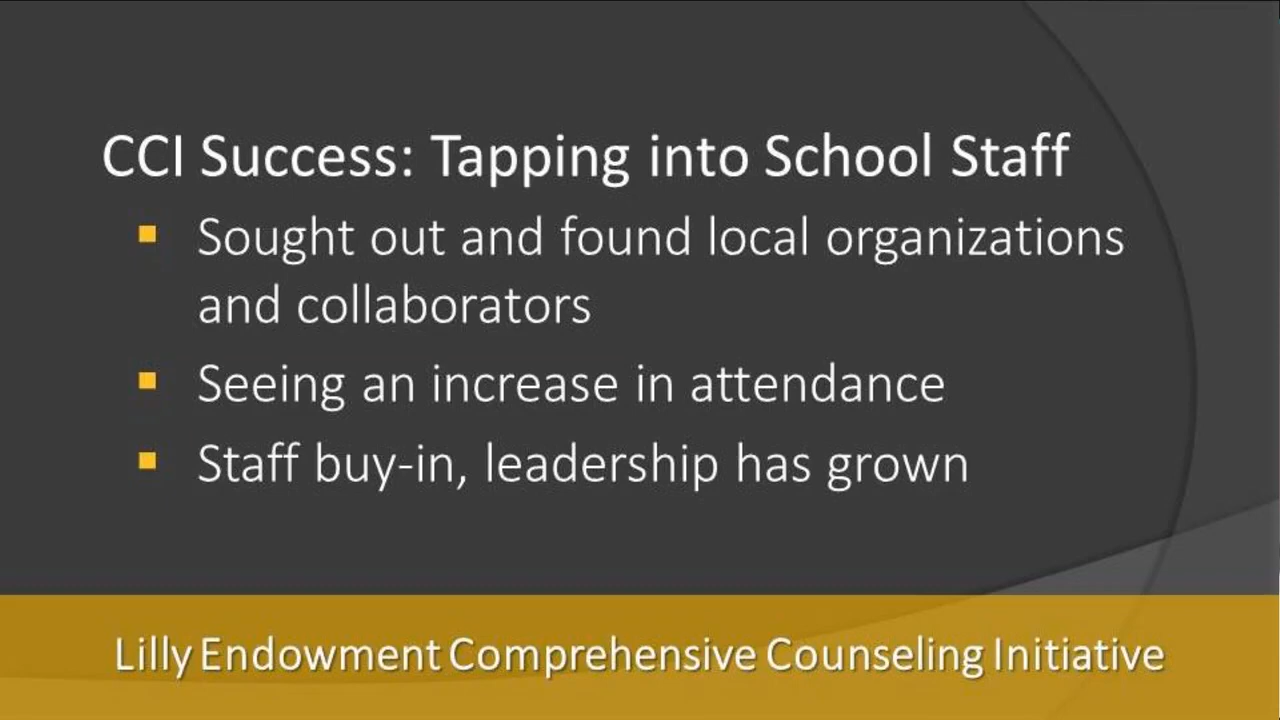 CCI Success: Tapping into School Staff
Sought out and found local organizations
and collaborators
Seeing an increase in attendance
Staff buy-in, leadership has grown
Lilly Endowment Comprehensive Counseling Initiative